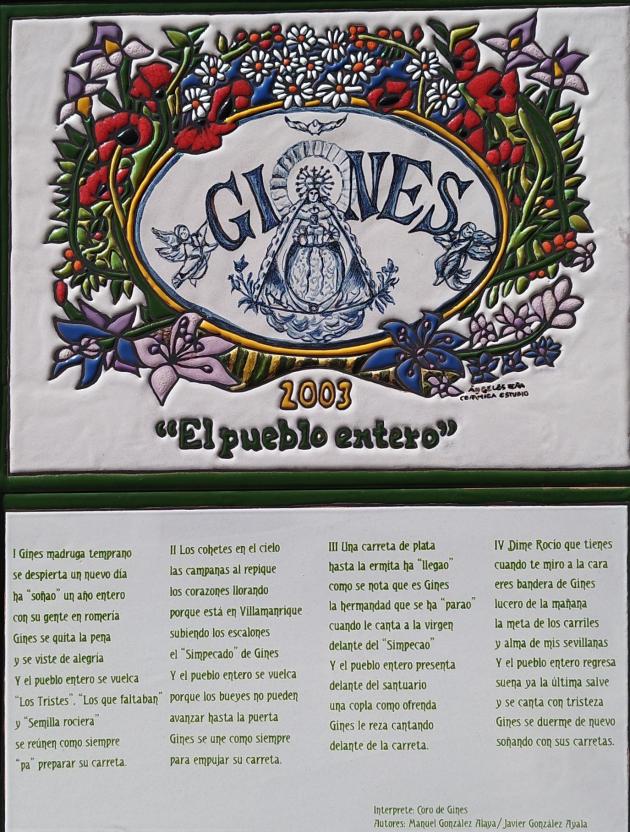 GINES
2003
ÁNGELES PEÑA
CERÁMICA ESTUDIO
"El pueblo entero"
I Gines madruga temprano
se despierta un nuevo día
ha "soñao" un año entero
con su gente en romería
Gines se quita la pena
y se viste de alegría
Y el pueblo entero se vuelca
"Los Tristes", "Los que faltaban"
y "Semilla rociera"
se reúnen como siempre
"pa" preparar su carreta.
II Los cohetes en el cielo
las campanas al repique
los corazones llorando
porque está en Villamanrique
subiendo los escalones
el "Simpecado" de Gines
Y el pueblo entero se vuelca
porque los bueyes no pueden
avanzar hasta la puerta
Gines se une como siempre
para empujar su carreta.
III Una carreta de plata
hasta la ermita ha "llegao"
como se nota que es Gines
la hermandad que se ha "parao"
cuando le canta a la virgen
delante del "Simpecao"
Y el pueblo entero presenta
delante del santuario
una copla como ofrenda
Gines le reza cantando
delante de la carreta.
IV Dime Rocío que tienes
cuando te miro a la cara
eres bandera de Gines
lucero de la mañana
la meta de los carriles
y alma de mis sevillanas
Y el pueblo entero regresa
suena ya la última salve
y se canta con tristeza
Gines se duerme de nuevo
soñando con sus carretas.
Interprete: Coro de Gines
Autores: Manuel González Alaya/Javier González Ayala